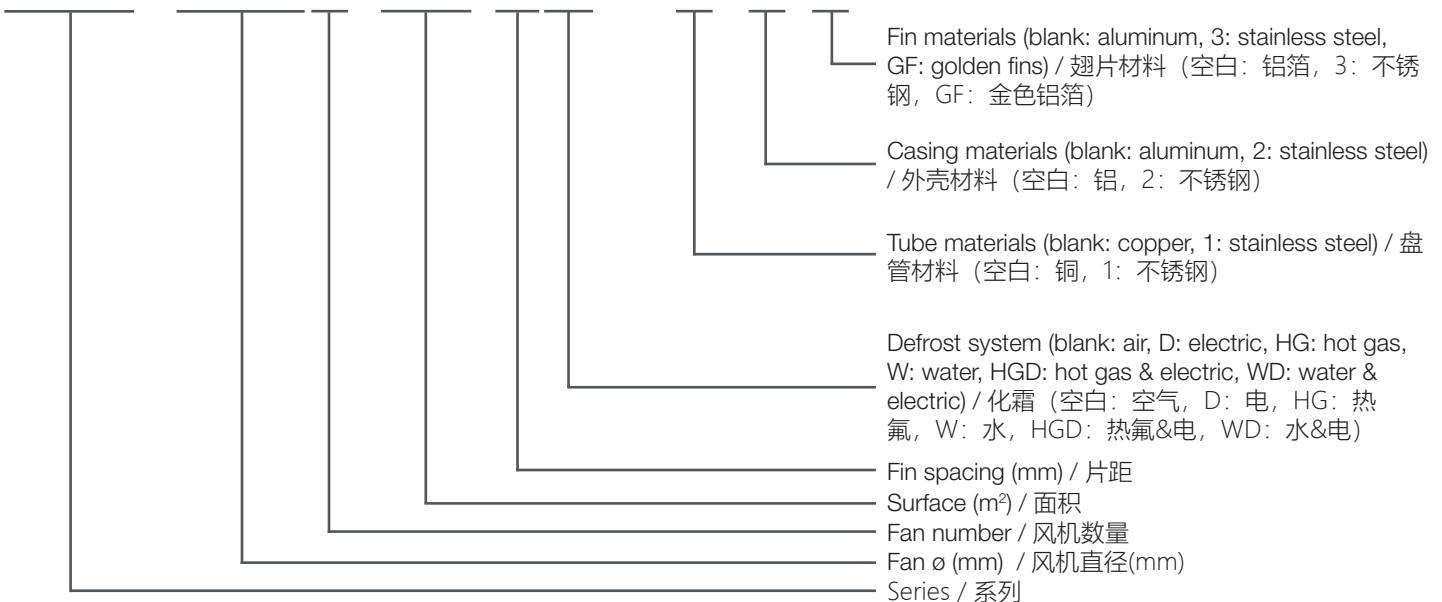 Fin materials (blank: aluminum, 3: stainless steel,
GF: golden fins) / 翅片材料（空白：铝箔，3：不锈
钢，GF：金色铝箔）
Casing materials (blank: aluminum, 2: stainless steel)
/ 外壳材料（空白：铝，2：不锈钢）
Tube materials (blank: copper, 1: stainless steel) / 盘
管材料（空白：铜，1：不锈钢）
Defrost system (blank: air, D: electric, HG: hot gas,
W: water, HGD: hot gas & electric, WD: water &
electric) / 化霜（空白：空气，D：电，HG：热
氟，W：水，HGD：热氟&电，WD：水&电）
Fin spacing (mm) / 片距
Surface (m²) / 面积
Fan number / 风机数量
Fan ø (mm) / 风机直径(mm)
Series / 系列